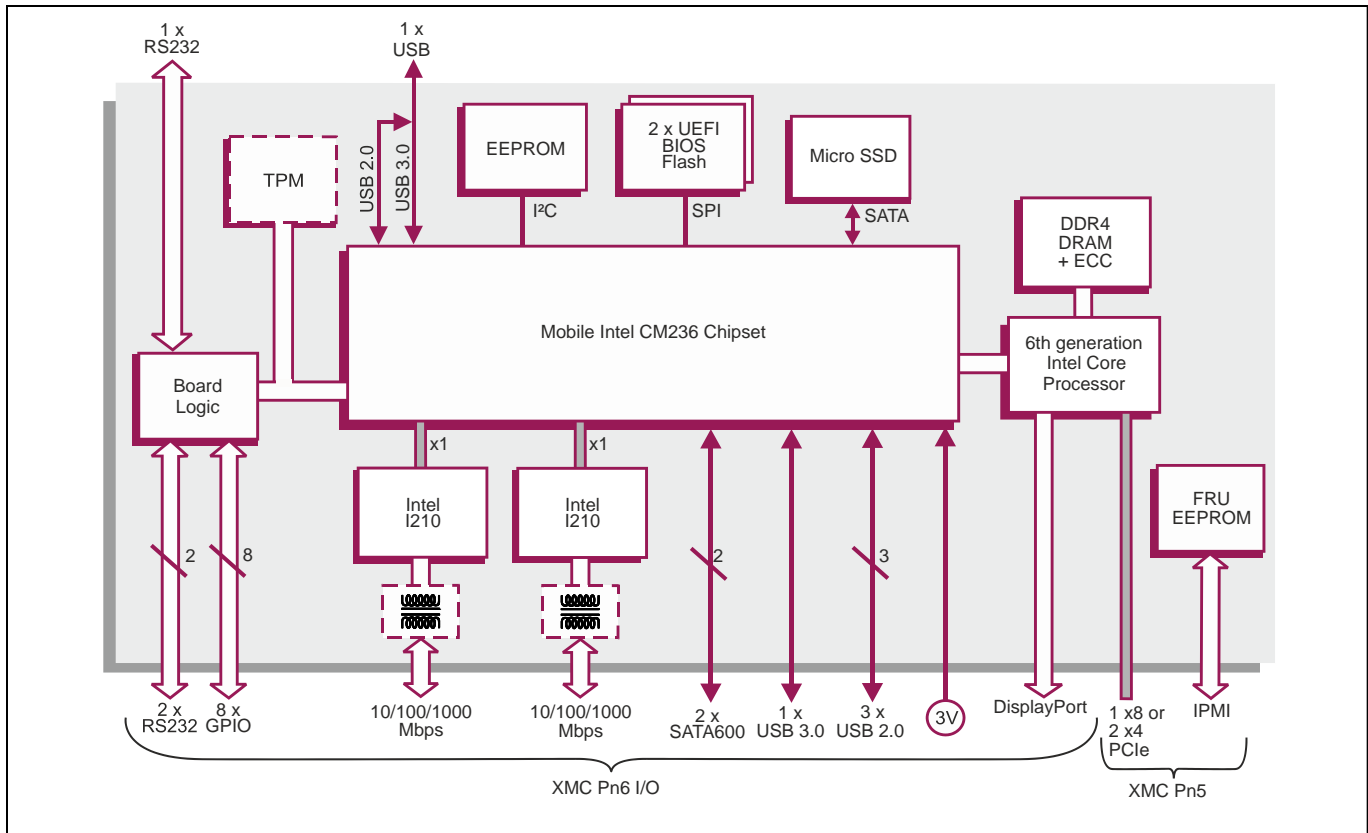 1 x
RS232
1 x
USB
USB 2.0
USB 3.0
TPM
EEPROM
I²C
2 x UEFI
BIOS
Flash
SPI
Micro SSD
SATA
DDR4
DRAM
+ ECC
Mobile Intel CM236 Chipset
6th generation
Intel Core
Processor
Board
Logic
x1
x1
Intel
I210
Intel
I210
FRU
EEPROM
2
8
2
3
2 x
RS232
8 x
GPIO
10/100/1000
Mbps
10/100/1000
Mbps
2 x
SATA600
1 x
USB 3.0
3 x
USB 2.0
3V
DisplayPort
1 x8 or
2 x4
PCIe
IPMI
XMC Pn6 I/O
XMC Pn5